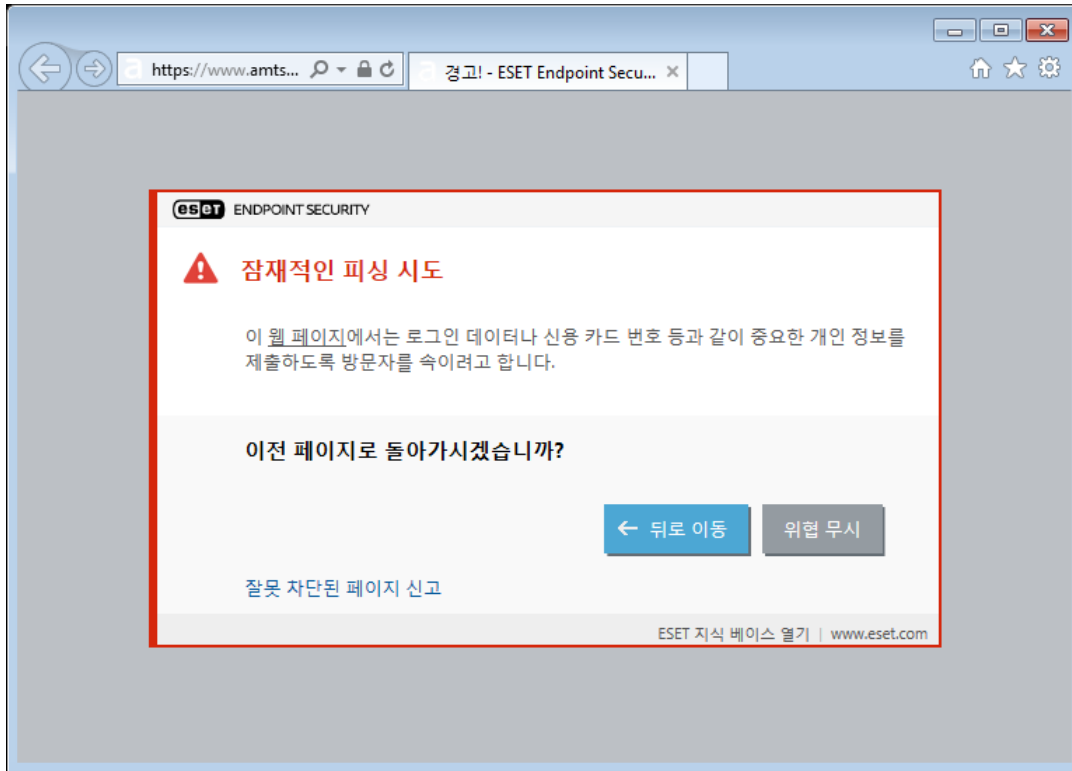 https://www.amts...
경고! - ESET Endpoint Secu...
eset ENDPOINT SECURITY
잠재적인 피싱 시도
이 웹 페이지에서는 로그인 데이터나 신용 카드 번호 등과 같이 중요한 개인 정보를
제출하도록 방문자를 속이려고 합니다.
이전 페이지로 돌아가시겠습니까?
뒤로 이동
위협 무시
잘못 차단된 페이지 신고
ESET 지식 베이스 열기 | www.eset.com